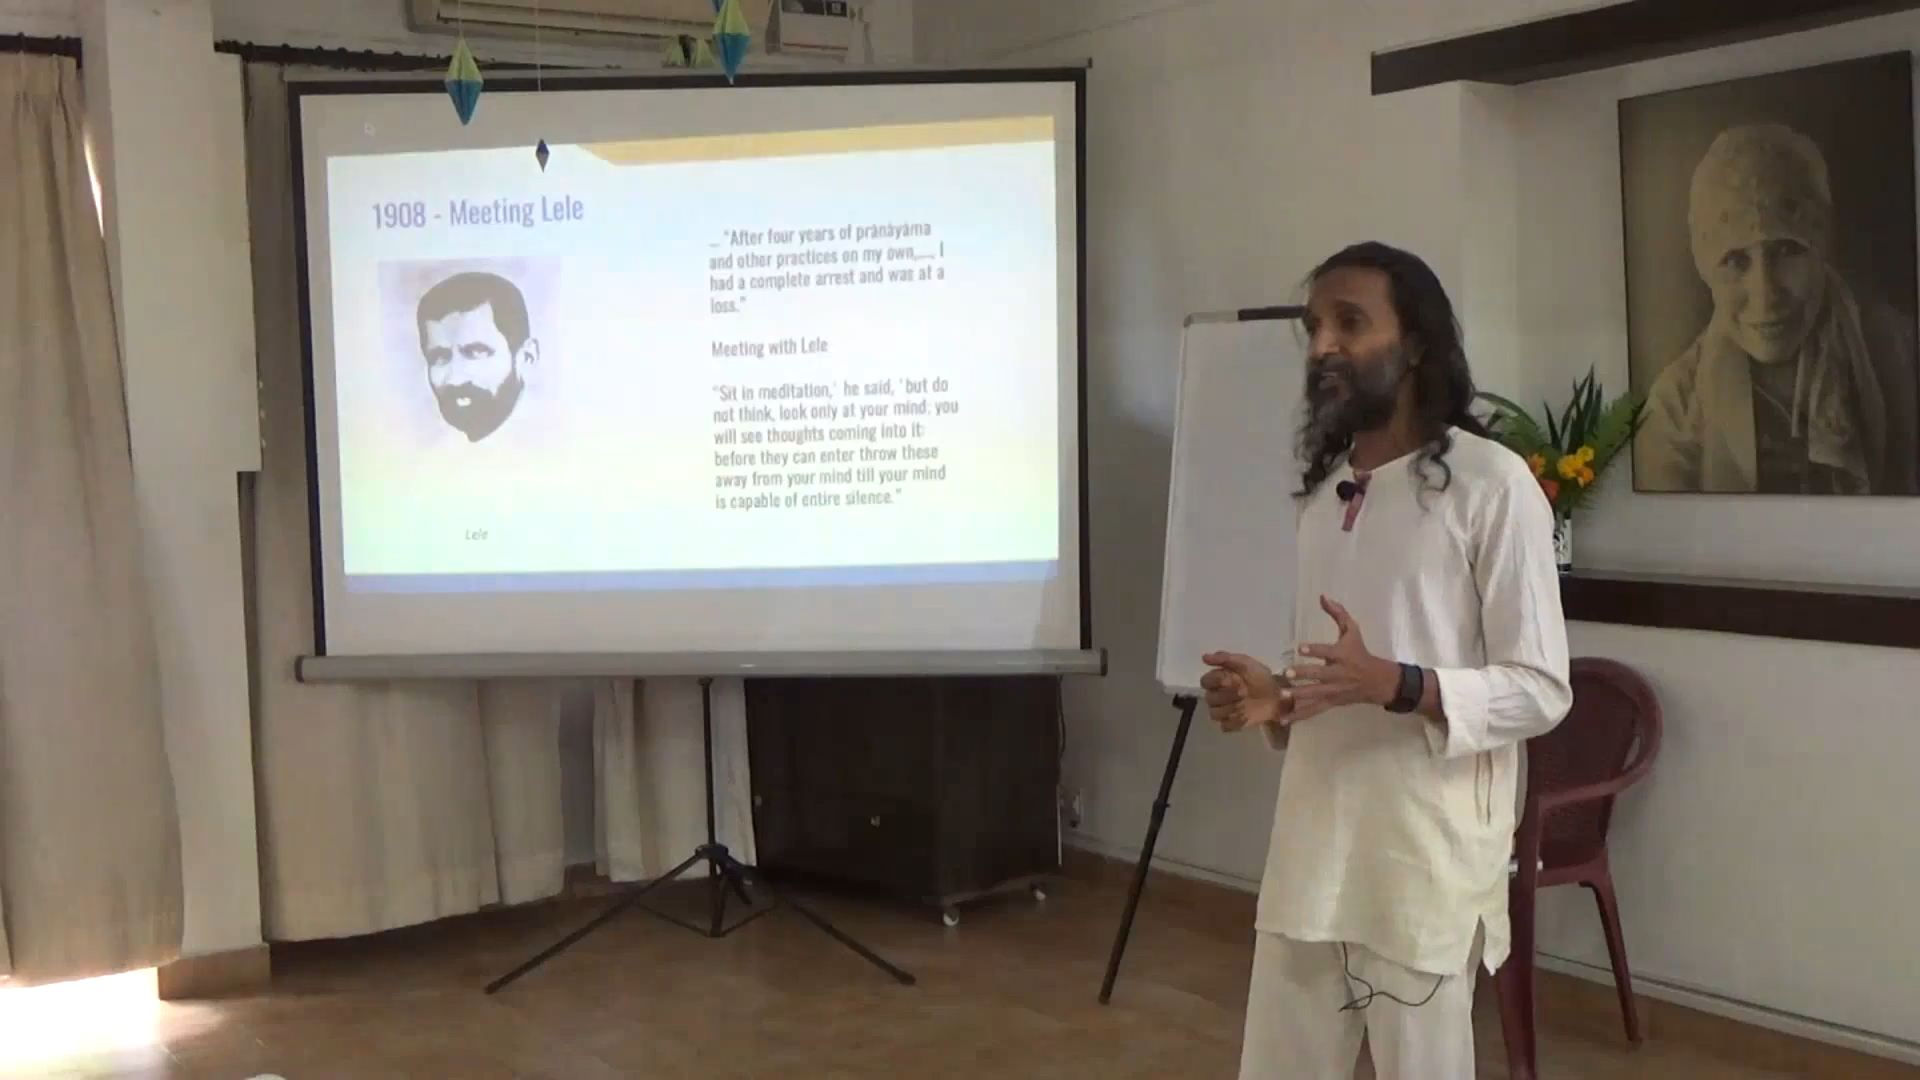 1908 - Meeting Lele
... "After four years of prānāyāma
and other practices on my own,.... I
had a complete arrest and was at a
loss."
Meeting with Lele
"Sit in meditation,' he said, 'but do
not think, look only at your mind; you
will see thoughts coming into it;
before they can enter throw these
away from your mind till your mind
is capable of entire silence."
Lele